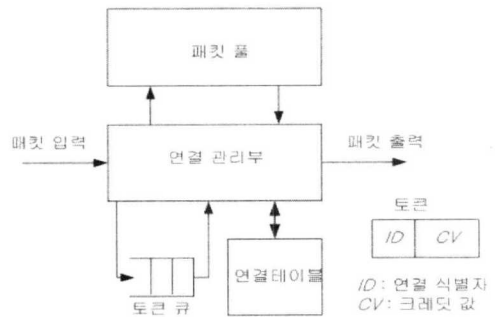 패킷 풀
패킷 입력
연결 관리부
패킷 출력
토큰
ID CV
연결테이블
토큰 큐
ID : 연결 식별자
CV : 크레딧 값